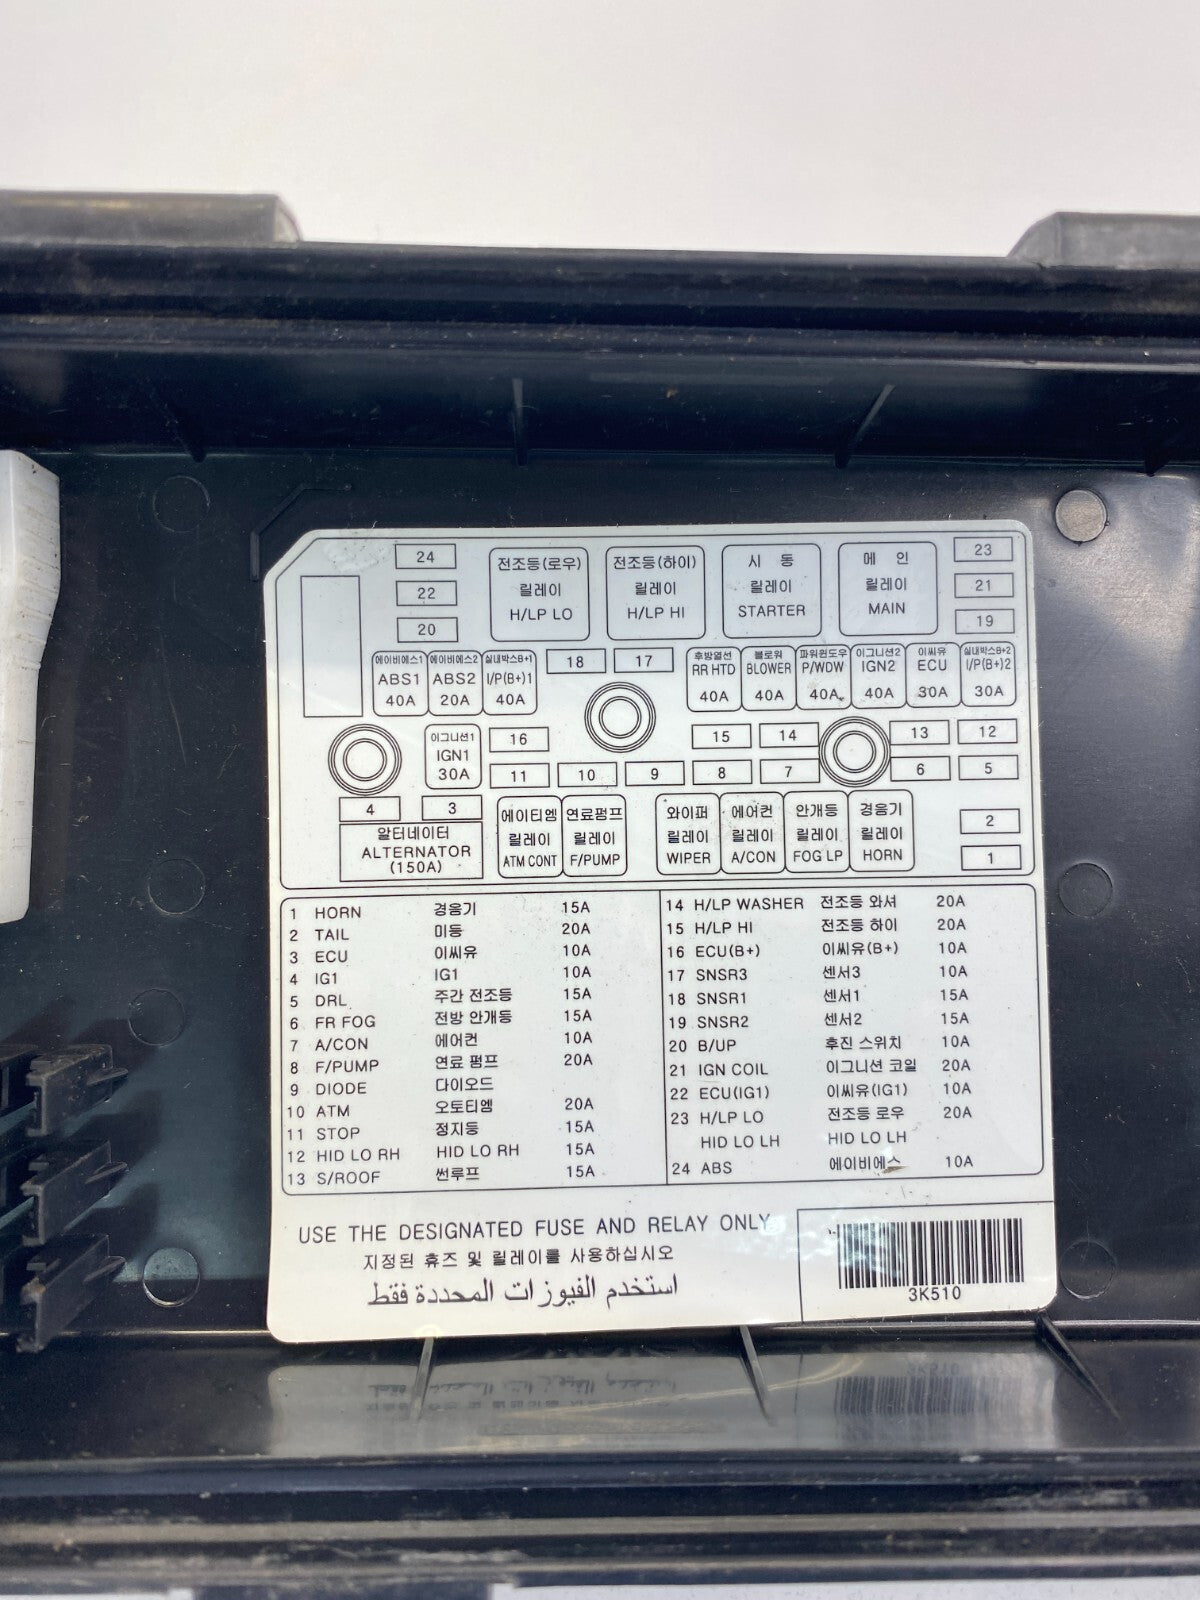 24
전조등(로우)
릴레이
H/LP LO
전조등(하이)
릴레이
H/LP HI
시 동
릴레이
STARTER
메 인
릴레이
MAIN
23
22
21
20
19
에이비에스1
ABS1
40A
에이비에스2
ABS2
20A
실내박스B+1
I/P(B+)1
40A
18
17
후방열선
RR HTD
40A
블로워
BLOWER
40A
파워윈도우
P/WDW
40A
이그니션2
IGN2
40A
이씨유
ECU
30A
실내박스B+2
I/P(B+)2
30A
이그니션1
IGN1
30A
16
15
14
13
12
11
10
9
8
7
6
5
4
3
알터네이터
ALTERNATOR
(150A)
에이티엠
릴레이
ATM CONT
연료펌프
릴레이
F/PUMP
와이퍼
릴레이
WIPER
에어컨
릴레이
A/CON
안개등
릴레이
FOG LP
경음기
릴레이
HORN
2
1
1 HORN 경음기 15A
2 TAIL 미등 20A
3 ECU 이씨유 10A
4 IG1 IG1 10A
5 DRL 주간 전조등 15A
6 FR FOG 전방 안개등 15A
7 A/CON 에어컨 10A
8 F/PUMP 연료 펌프 20A
9 DIODE 다이오드
10 ATM 오토티엠 20A
11 STOP 정지등 15A
12 HID LO RH HID LO RH 15A
13 S/ROOF 썬루프 15A
14 H/LP WASHER 전조등 와셔 20A
15 H/LP HI 전조등 하이 20A
16 ECU(B+) 이씨유(B+) 10A
17 SNSR3 센서3 10A
18 SNSR1 센서1 15A
19 SNSR2 센서2 15A
20 B/UP 후진 스위치 10A
21 IGN COIL 이그니션 코일 20A
22 ECU(IG1) 이씨유(IG1) 10A
23 H/LP LO 전조등 로우 20A
HID LO LH HID LO LH
24 ABS 에이비에스 10A
USE THE DESIGNATED FUSE AND RELAY ONLY
지정된 휴즈 및 릴레이를 사용하십시오
استخدم الفيوزات المحددة فقط
3K510